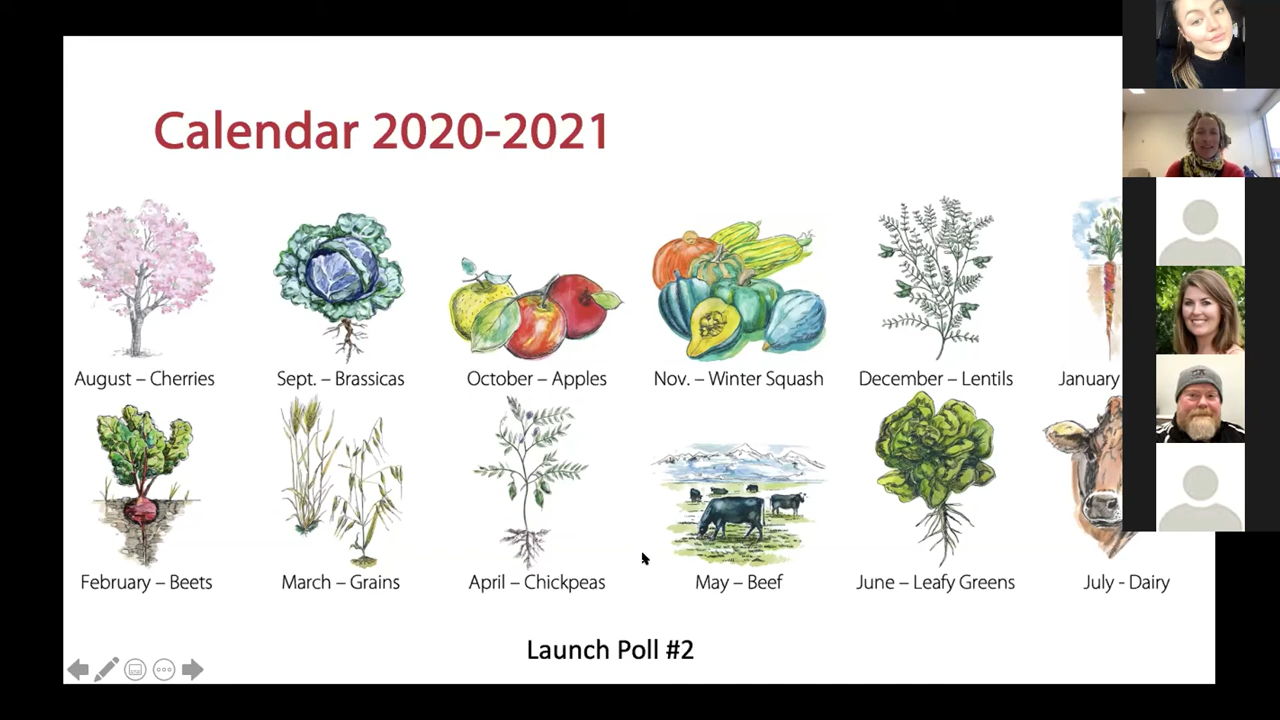 Calendar 2020-2021
August – Cherries
Sept. – Brassicas
October – Apples
Nov. – Winter Squash
December – Lentils
January
February – Beets
March – Grains
April – Chickpeas
May – Beef
June – Leafy Greens
July - Dairy
Launch Poll #2